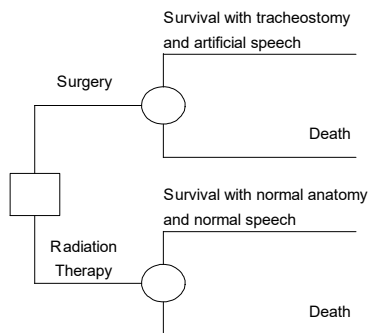 Survival with tracheostomy
and artificial speech
Surgery
Death
Survival with normal anatomy
and normal speech
Radiation
Therapy
Death